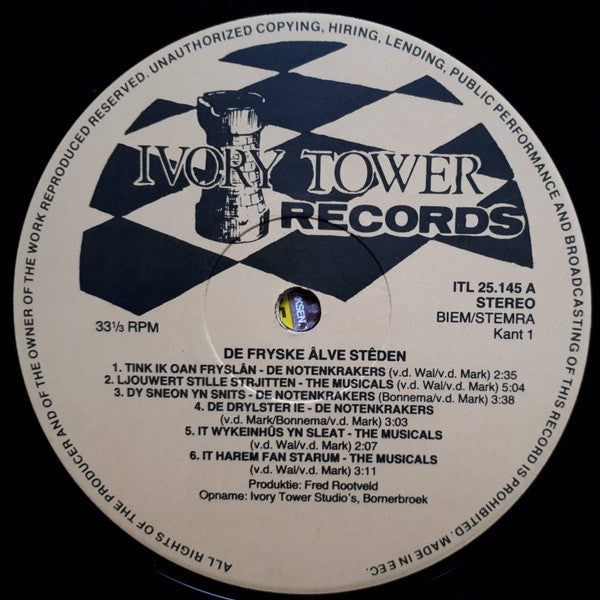 ALL RIGHTS OF THE PRODUCER AND OF THE OWNER OF THE WORK REPRODUCED RESERVED. UNAUTHORIZED COPYING, HIRING, LENDING, PUBLIC PERFORMANCE AND BROADCASTING OF THIS RECORD IS PROHIBITED. MADE IN EEC.
IVORY TOWER
RECORDS
ITL 25.145 A
STEREO
BIEM/STEMRA
33⅓ RPM
Kant 1
KSEN.
DE FRYSKE ÂLVE STÊDEN
1. TINK IK OAN FRYSLÂN - DE NOTENKRAKERS (v.d. Wal/v.d. Mark) 2:35
2. LJOUWERT STILLE STRJITTEN - THE MUSICALS (v.d. Wal/v.d. Mark) 5:04
3. DY SNEON YN SNITS - DE NOTENKRAKERS (Bonnema/v.d. Mark) 3:38
4. DE DRYLSTER IE - DE NOTENKRAKERS
(v.d. Mark/Bonnema/v.d. Mark) 3:03
5. IT WYKEINHÛS YN SLEAT - THE MUSICALS
(v.d. Wal/v.d. Mark) 2:07
6. IT HAREM FAN STARUM - THE MUSICALS
(v.d. Wal/v.d. Mark) 3:11
Produktie: Fred Rootveld
Opname: Ivory Tower Studio's, Bornerbroek